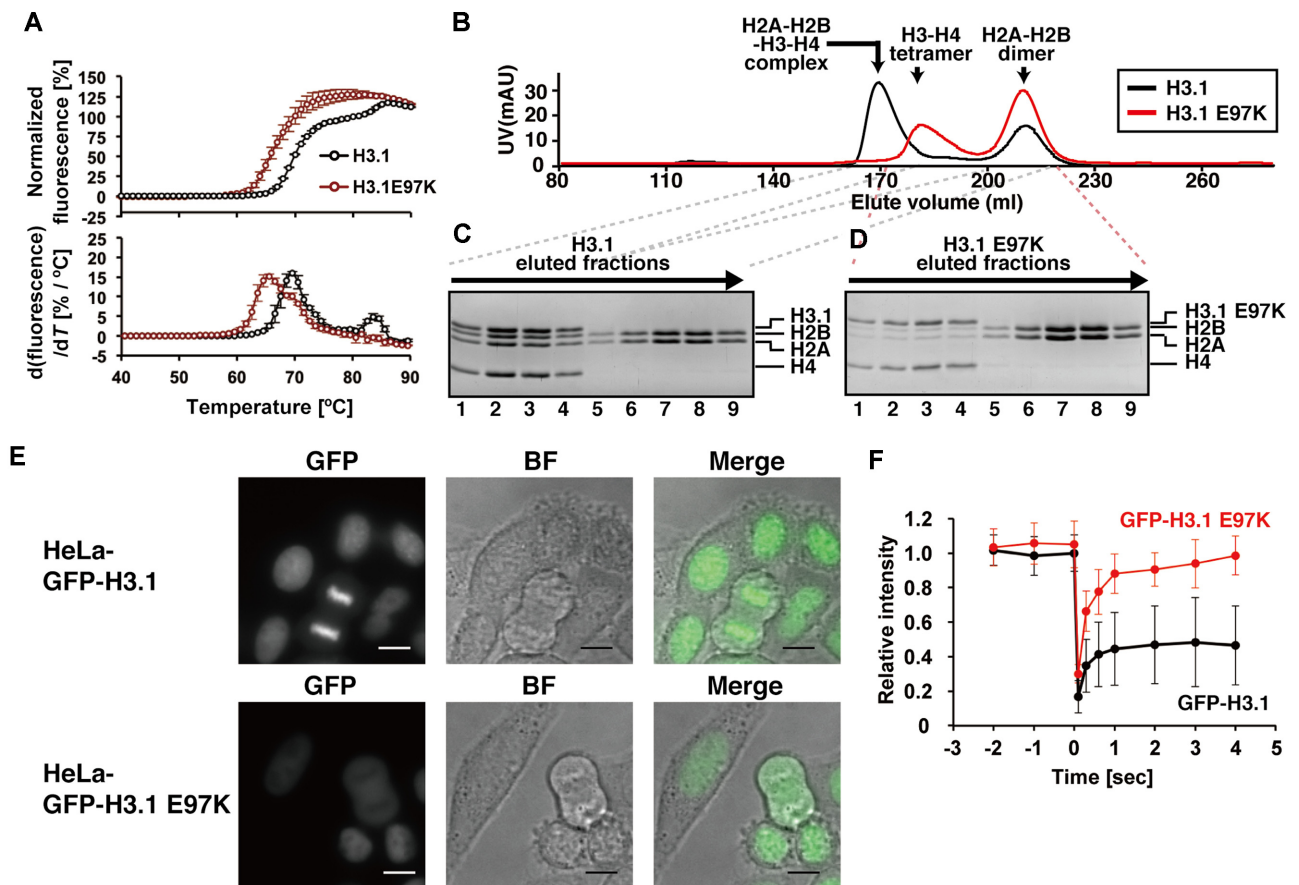 A
Normalized
fluorescence [%]
150
125
100
75
50
25
0
-25
H3.1
H3.1E97K
40
50
60
70
80
90
d(fluorescence)
/dT [% / ºC]
25
20
15
10
5
0
-5
40
50
60
70
80
90
Temperature [ºC]
B
H2A-H2B
-H3-H4
complex
H3-H4
tetramer
H2A-H2B
dimer
H3.1
H3.1 E97K
UV(mAU)
30
20
10
0
80
110
140
170
200
230
260
Elute volume (ml)
C
H3.1
eluted fractions
H3.1
H2B
H2A
H4
1 2 3 4 5 6 7 8 9
D
H3.1 E97K
eluted fractions
H3.1 E97K
H2B
H2A
H4
1 2 3 4 5 6 7 8 9
E
GFP
BF
Merge
HeLa-
GFP-H3.1
GFP
BF
Merge
HeLa-
GFP-H3.1 E97K
F
Relative intensity
1.2
1.0
0.8
0.6
0.4
0.2
0
GFP-H3.1 E97K
GFP-H3.1
-3 -2 -1 0 1 2 3 4 5
Time [sec]